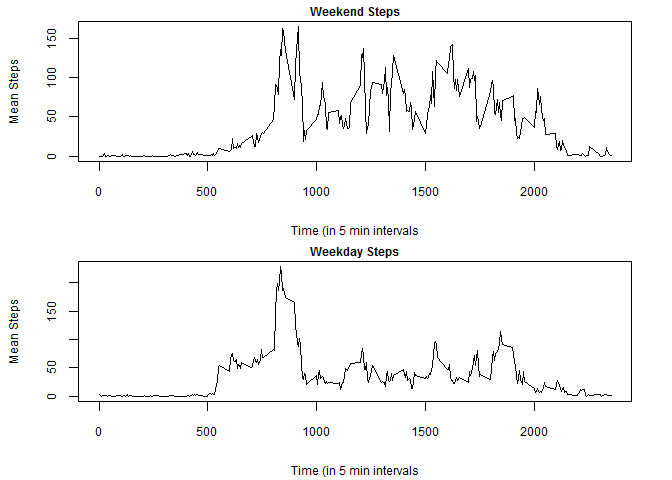 Weekend Steps
150
100
50
0
Mean Steps
0 500 1000 1500 2000
Time (in 5 min intervals
Weekday Steps
150
50
0
Mean Steps
0 500 1000 1500 2000
Time (in 5 min intervals